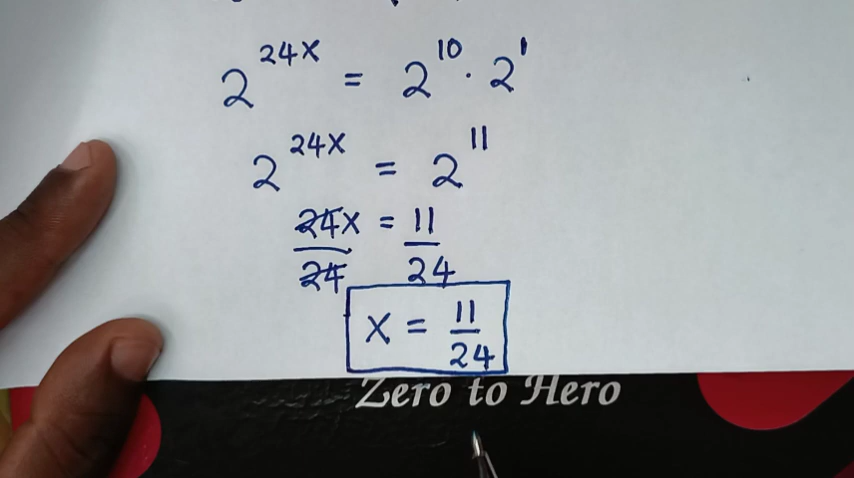 2^{24x} = 2^{10} · 2^{1}
2^{24x} = 2^{11}
24x/24 = 11/24
x = 11/24
Zero to Hero